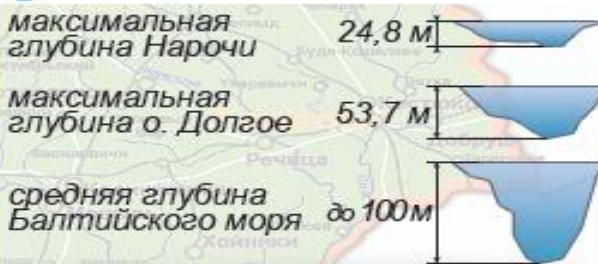 максимальная
глубина Нарочи 24,8 м
максимальная
глубина о. Долгое 53,7 м
средняя глубина
Балтийского моря до 100 м
Речица
Хойники